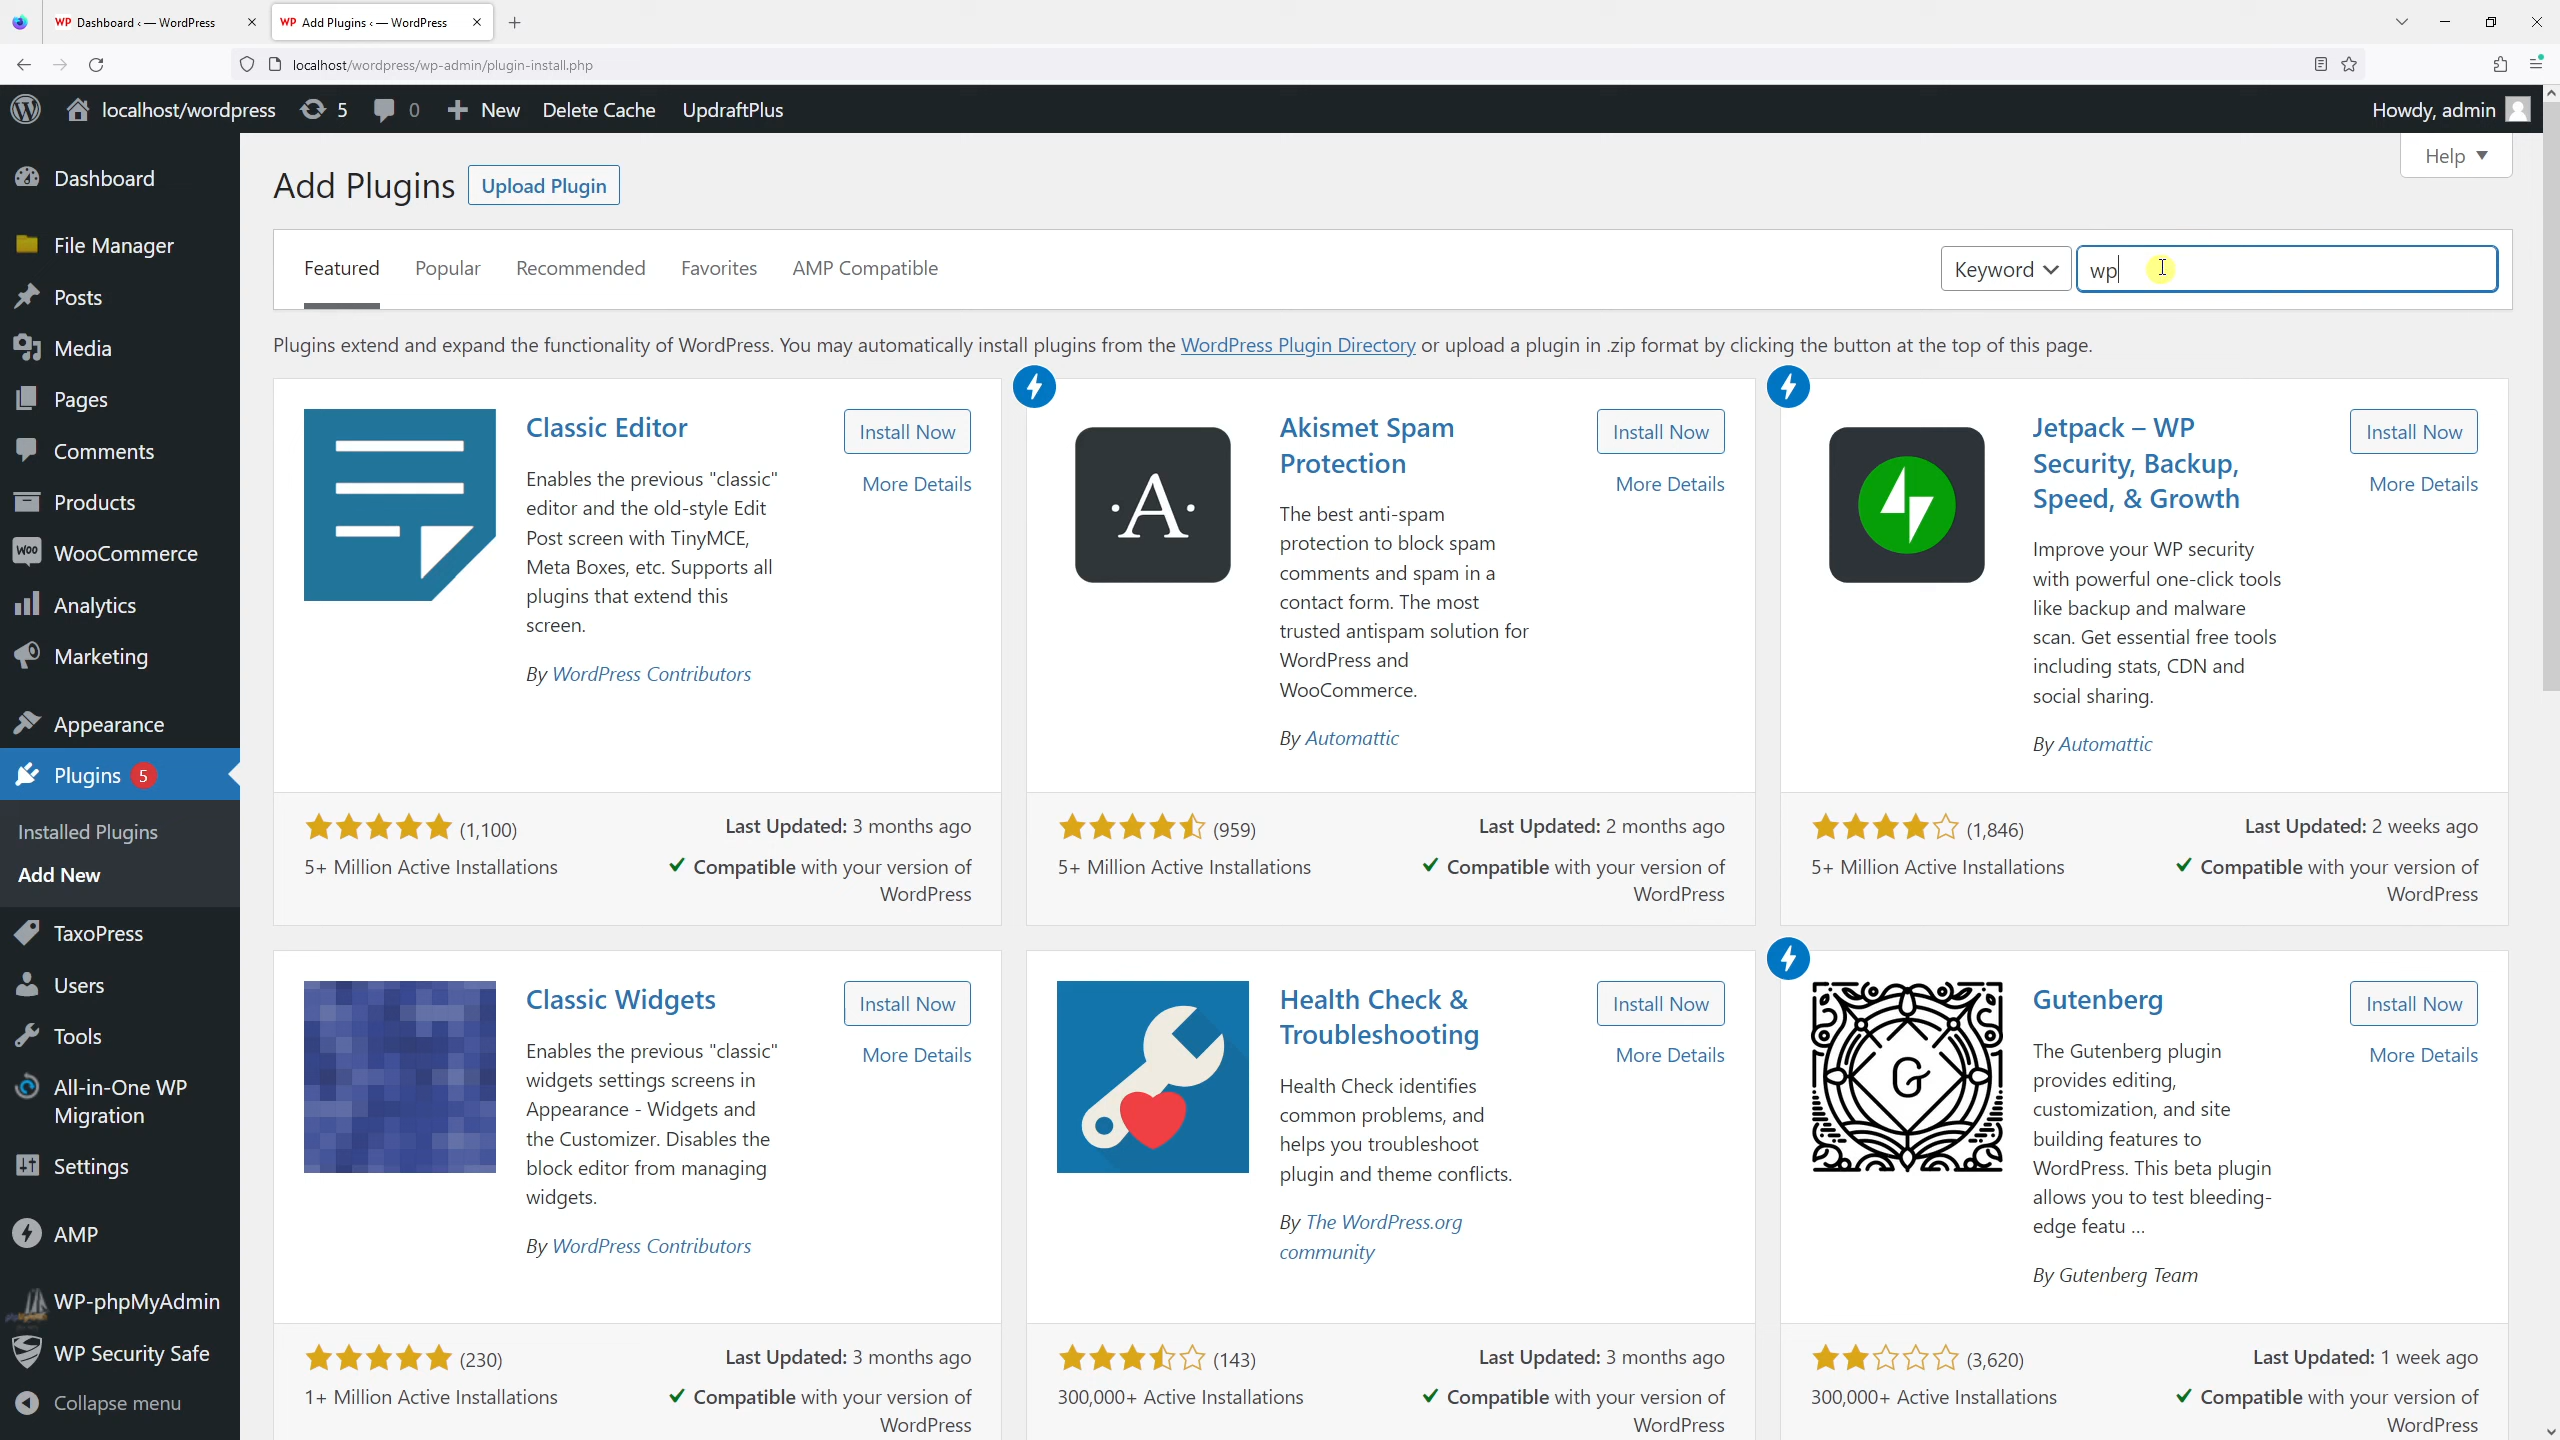 WP Dashboard ‹ — WordPress
WP Add Plugins ‹ — WordPress
localhost/wordpress/wp-admin/plugin-install.php
localhost/wordpress 5 0 New Delete Cache UpdraftPlus
Howdy, admin
Dashboard
File Manager
Posts
Media
Pages
Comments
Products
Woo WooCommerce
Analytics
Marketing
Appearance
Plugins 5
Installed Plugins
Add New
TaxoPress
Users
Tools
All-in-One WP
Migration
Settings
AMP
WP-phpMyAdmin
WP Security Safe
Collapse menu
Help
Add Plugins Upload Plugin
Featured Popular Recommended Favorites AMP Compatible
Keyword wp
Plugins extend and expand the functionality of WordPress. You may automatically install plugins from the WordPress Plugin Directory or upload a plugin in .zip format by clicking the button at the top of this page.
Classic Editor
Install Now
More Details
Enables the previous "classic"
editor and the old-style Edit
Post screen with TinyMCE,
Meta Boxes, etc. Supports all
plugins that extend this
screen.
By WordPress Contributors
(1,100)
5+ Million Active Installations
Last Updated: 3 months ago
Compatible with your version of
WordPress
·A·
Akismet Spam
Protection
Install Now
More Details
The best anti-spam
protection to block spam
comments and spam in a
contact form. The most
trusted antispam solution for
WordPress and
WooCommerce.
By Automattic
(959)
5+ Million Active Installations
Last Updated: 2 months ago
Compatible with your version of
WordPress
Jetpack – WP
Security, Backup,
Speed, & Growth
Install Now
More Details
Improve your WP security
with powerful one-click tools
like backup and malware
scan. Get essential free tools
including stats, CDN and
social sharing.
By Automattic
(1,846)
5+ Million Active Installations
Last Updated: 2 weeks ago
Compatible with your version of
WordPress
Classic Widgets
Install Now
More Details
Enables the previous "classic"
widgets settings screens in
Appearance - Widgets and
the Customizer. Disables the
block editor from managing
widgets.
By WordPress Contributors
(230)
1+ Million Active Installations
Last Updated: 3 months ago
Compatible with your version of
WordPress
Health Check &
Troubleshooting
Install Now
More Details
Health Check identifies
common problems, and
helps you troubleshoot
plugin and theme conflicts.
By The WordPress.org
community
(143)
300,000+ Active Installations
Last Updated: 3 months ago
Compatible with your version of
WordPress
G
Gutenberg
Install Now
More Details
The Gutenberg plugin
provides editing,
customization, and site
building features to
WordPress. This beta plugin
allows you to test bleeding-
edge featu ...
By Gutenberg Team
(3,620)
300,000+ Active Installations
Last Updated: 1 week ago
Compatible with your version of
WordPress